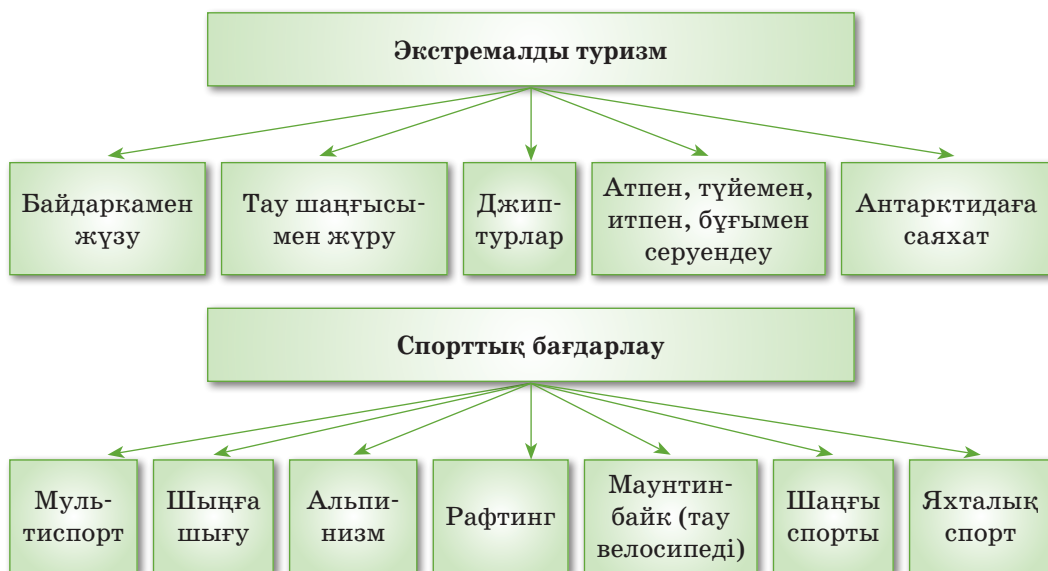 Экстремалды туризм
Байдаркамен
жүзу
Тау шаңғысы-
мен жүру
Джип-
турлар
Атпен, түйемен,
итпен, бұғымен
серуендеу
Антарктидаға
саяхат
Спорттық бағдарлау
Муль-
тиспорт
Шыңға
шығу
Альпи-
низм
Рафтинг
Маунтин-
байк (тау
велосипеді)
Шаңғы
спорты
Яхталық
спорт